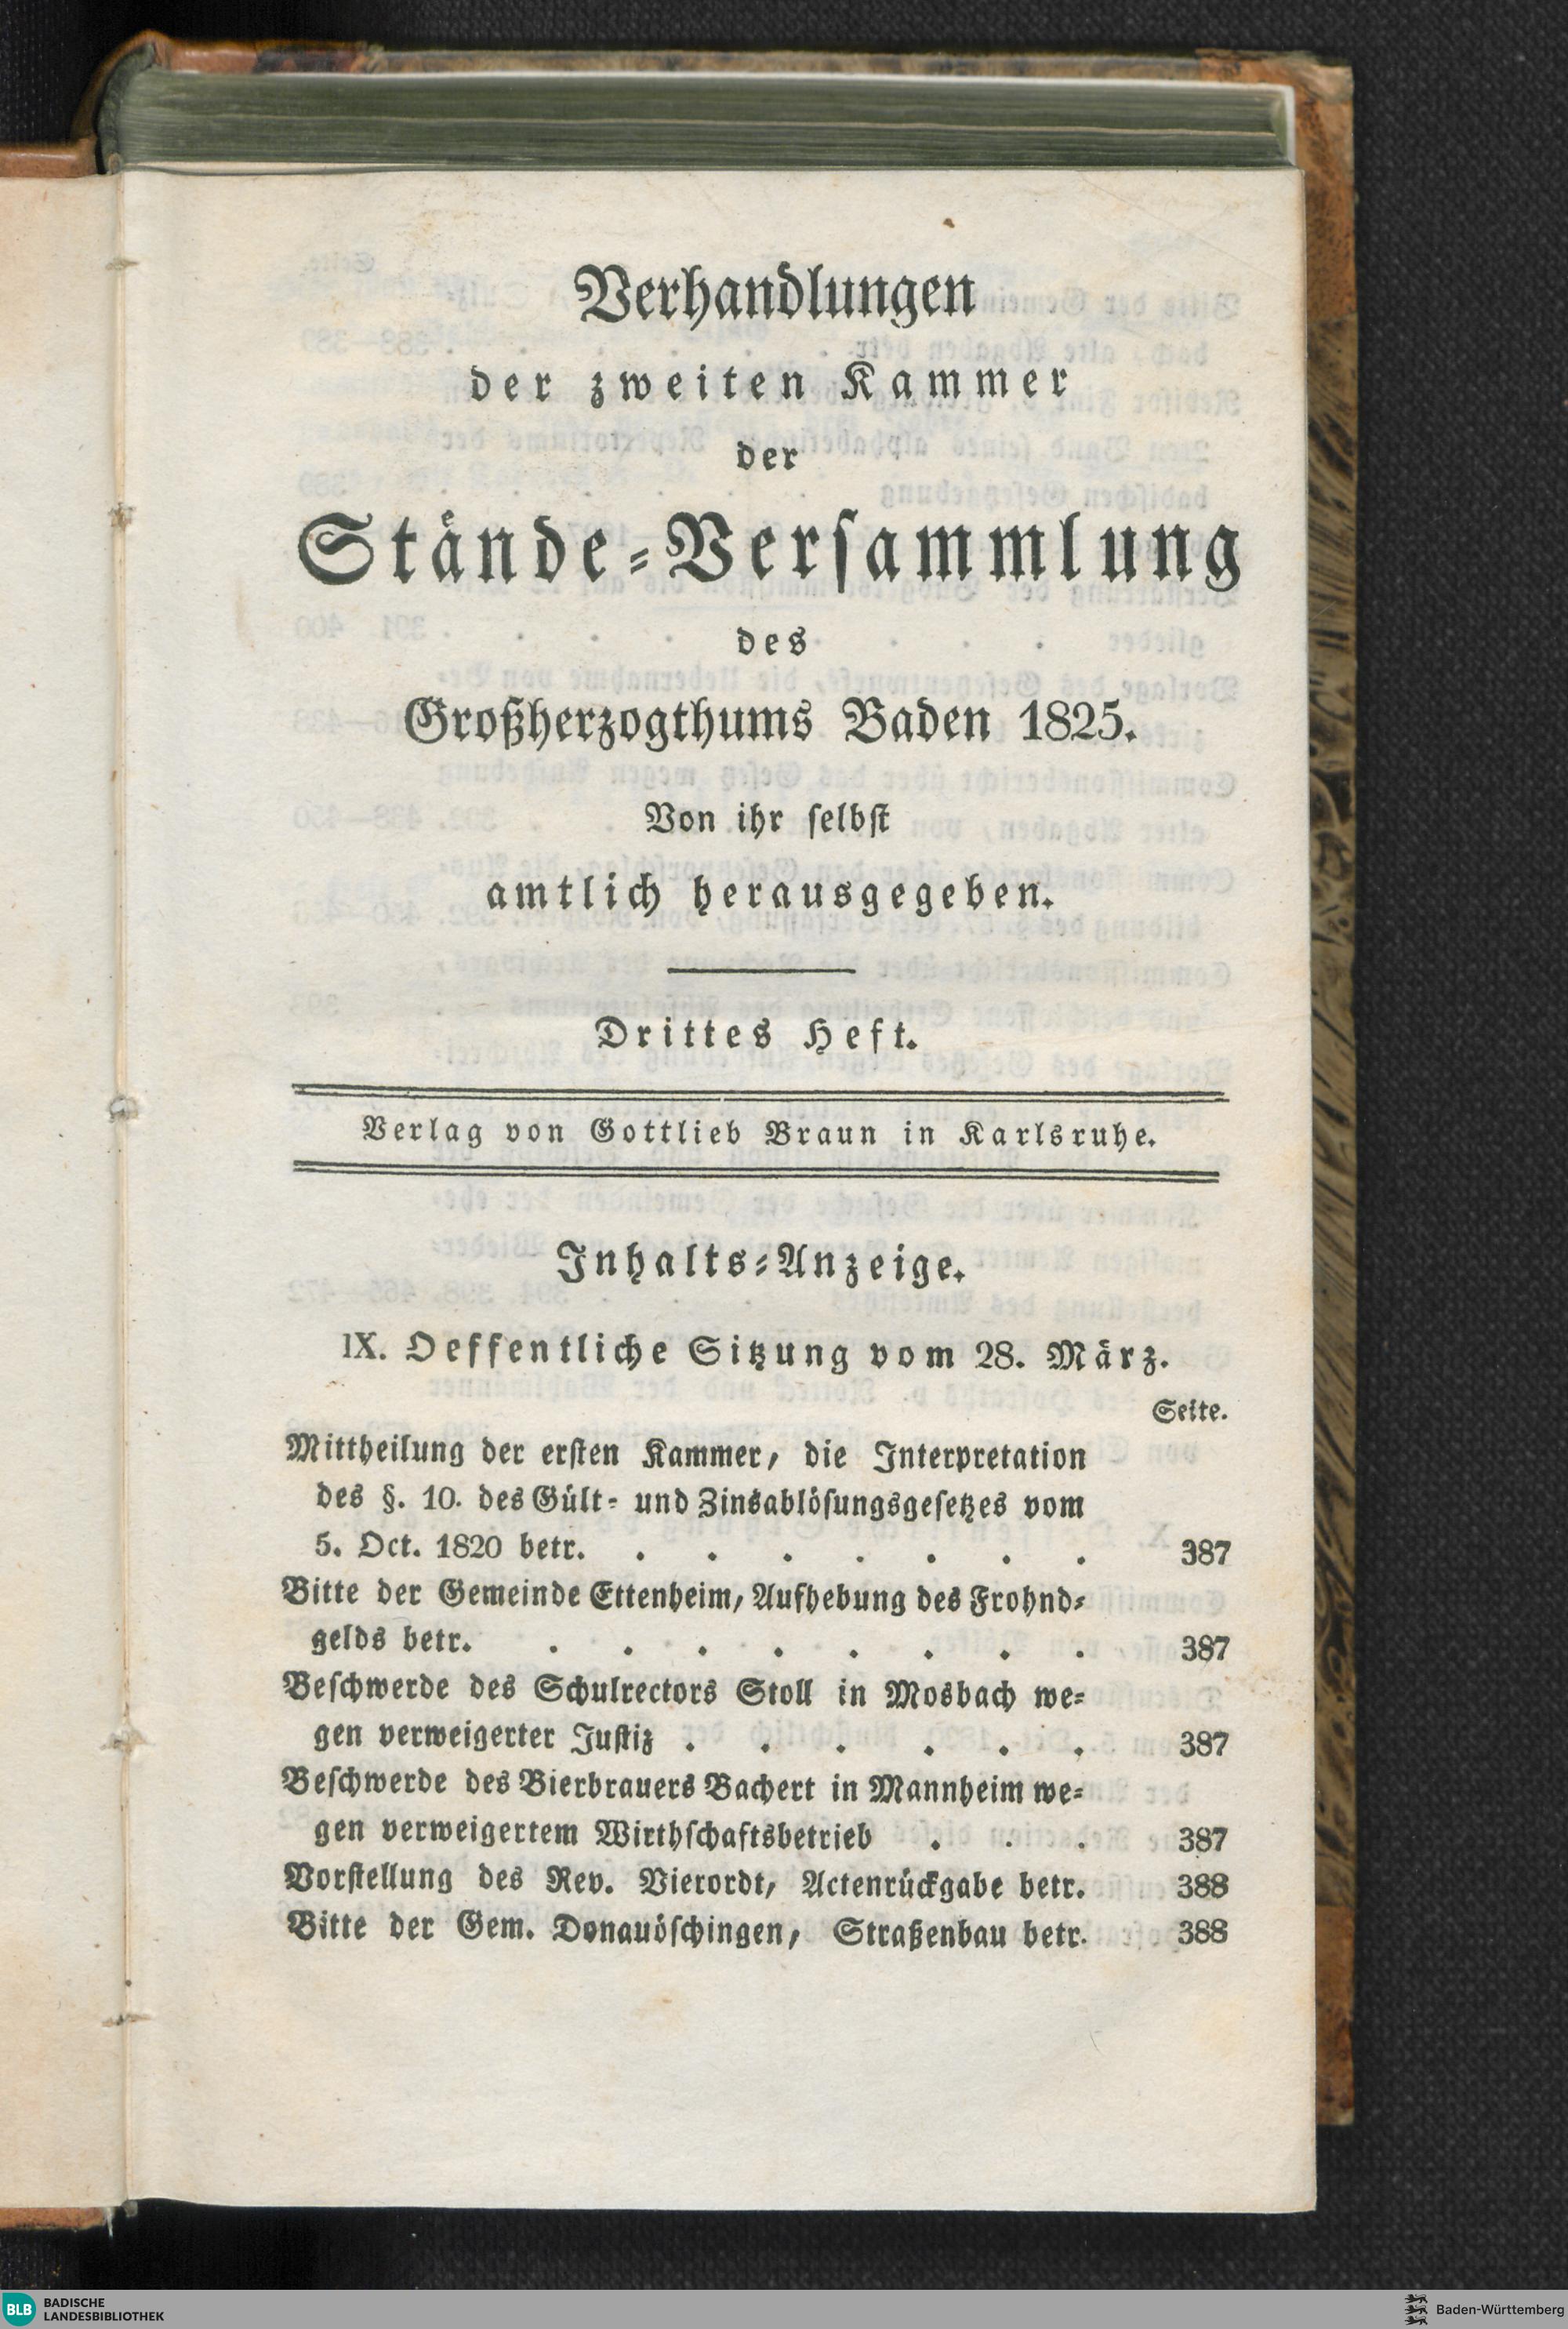 Verhandlungen
der zweiten Kammer
der
Stände-Versammlung
des
Großherzogthums Baden 1825.
Von ihr selbst
amtlich herausgegeben.
Drittes Heft.
Verlag von Gottlieb Braun in Karlsruhe.
Inhalts-Anzeige.
IX. Oeffentliche Sitzung vom 28. März.
Seite.
Mittheilung der ersten Kammer, die Interpretation
des §. 10. des Gült- und Zinsablösungsgesetzes vom
5. Oct. 1820 betr. . . . . . . . 387
Bitte der Gemeinde Ettenheim, Aufhebung des Frohnd-
gelds betr. . . . . . . . . 387
Beschwerde des Schulrectors Stoll in Mosbach we-
gen verweigerter Justiz . . . . . . 387
Beschwerde des Bierbrauers Bachert in Mannheim we-
gen verweigertem Wirthschaftsbetrieb . . . 387
Vorstellung des Rev. Vierordt, Actenrückgabe betr. 388
Bitte der Gem. Donauöschingen, Straßenbau betr. 388
BLB BADISCHE
LANDESBIBLIOTHEK
Baden-Württemberg